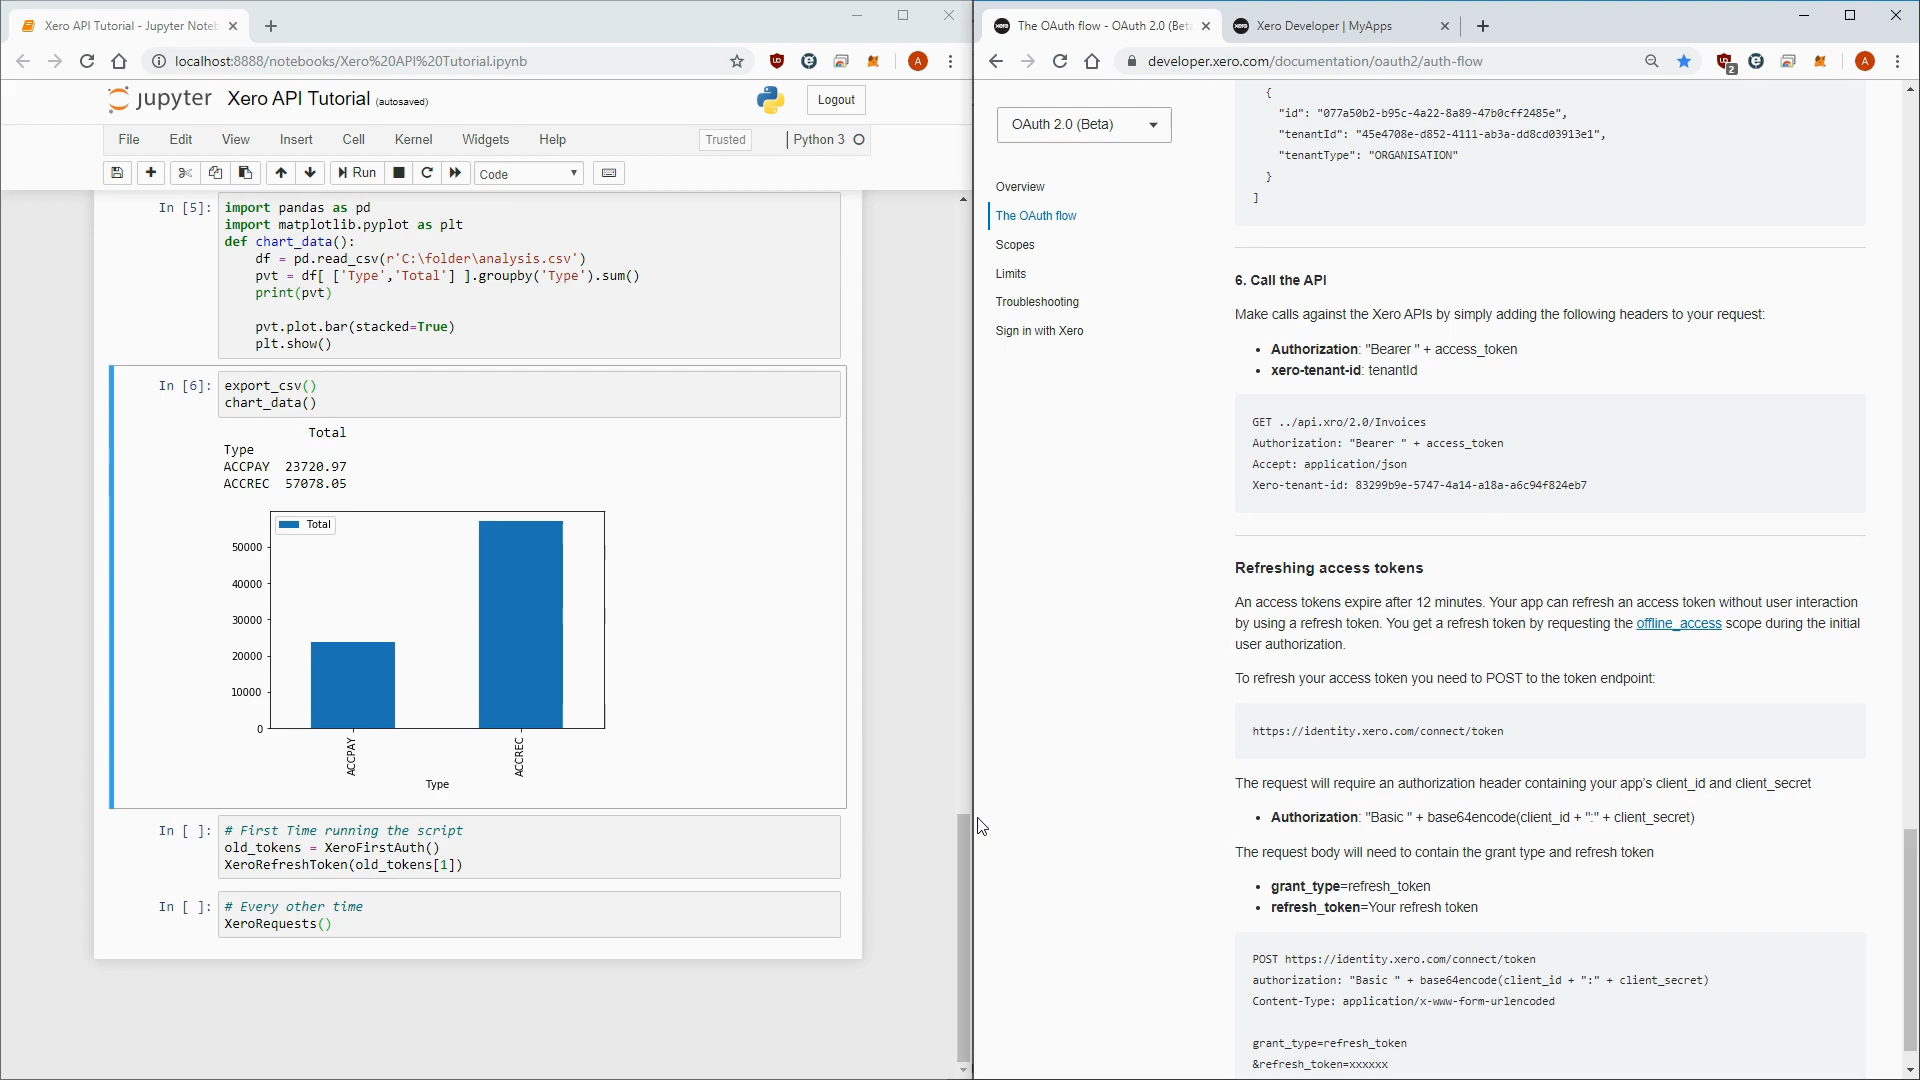 Xero API Tutorial - Jupyter Noteb
localhost:8888/notebooks/Xero%20API%20Tutorial.ipynb
A
jupyter Xero API Tutorial (autosaved)
Logout
File Edit View Insert Cell Kernel Widgets Help
Trusted
Python 3
Run
Code
In [5]:
import pandas as pd
import matplotlib.pyplot as plt
def chart_data():
    df = pd.read_csv(r'C:\folder\analysis.csv')
    pvt = df[ ['Type','Total'] ].groupby('Type').sum()
    print(pvt)
    pvt.plot.bar(stacked=True)
    plt.show()
In [6]:
export_csv()
chart_data()
Total
Type
ACCPAY 23720.97
ACCREC 57078.05
Total
50000
40000
30000
20000
10000
0
ACCPAY
ACCREC
Type
In [ ]:
# First Time running the script
old_tokens = XeroFirstAuth()
XeroRefreshToken(old_tokens[1])
In [ ]:
# Every other time
XeroRequests()
The OAuth flow - OAuth 2.0 (Beta
Xero Developer | MyApps
developer.xero.com/documentation/oauth2/auth-flow
2
A
OAuth 2.0 (Beta)
Overview
The OAuth flow
Scopes
Limits
Troubleshooting
Sign in with Xero
{
"id": "077a50b2-b95c-4a22-8a89-47b0cff2485e",
"tenantId": "45e4708e-d852-4111-ab3a-dd8cd03913e1",
"tenantType": "ORGANISATION"
}
]
6. Call the API
Make calls against the Xero APIs by simply adding the following headers to your request:
• Authorization: "Bearer " + access_token
• xero-tenant-id: tenantId
GET ../api.xro/2.0/Invoices
Authorization: "Bearer " + access_token
Accept: application/json
Xero-tenant-id: 83299b9e-5747-4a14-a18a-a6c94f824eb7
Refreshing access tokens
An access tokens expire after 12 minutes. Your app can refresh an access token without user interaction
by using a refresh token. You get a refresh token by requesting the offline_access scope during the initial
user authorization.
To refresh your access token you need to POST to the token endpoint:
https://identity.xero.com/connect/token
The request will require an authorization header containing your app's client_id and client_secret
• Authorization: "Basic " + base64encode(client_id + ":" + client_secret)
The request body will need to contain the grant type and refresh token
• grant_type=refresh_token
• refresh_token=Your refresh token
POST https://identity.xero.com/connect/token
authorization: "Basic " + base64encode(client_id + ":" + client_secret)
Content-Type: application/x-www-form-urlencoded
grant_type=refresh_token
&refresh_token=xxxxxx